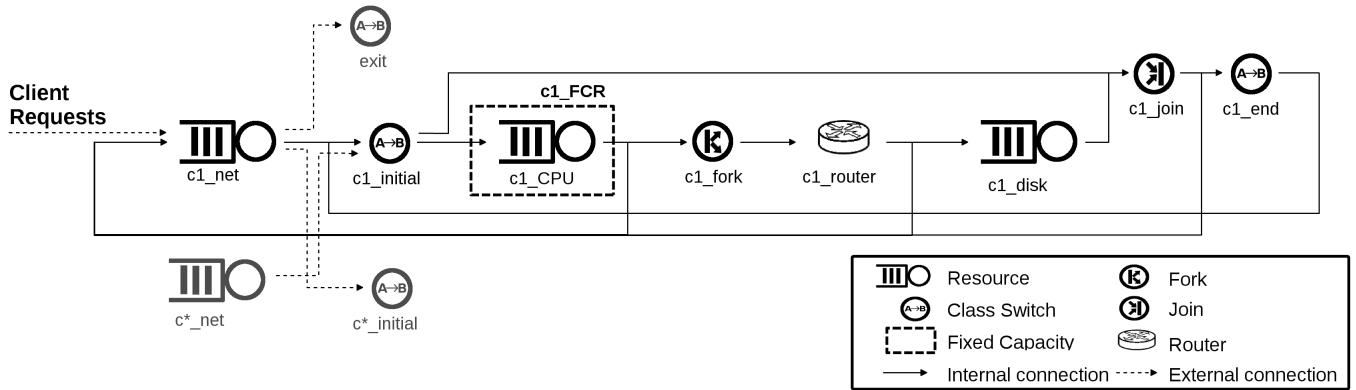 A→B
exit
Client
Requests
c1_FCR
c1_net
A→B
c1_initial
c1_CPU
K
c1_fork
c1_router
c1_disk
c1_join
A→B
c1_end
c*_net
A→B
c*_initial
Resource
Fork
A→B
Class Switch
Join
Fixed Capacity
Router
Internal connection
External connection